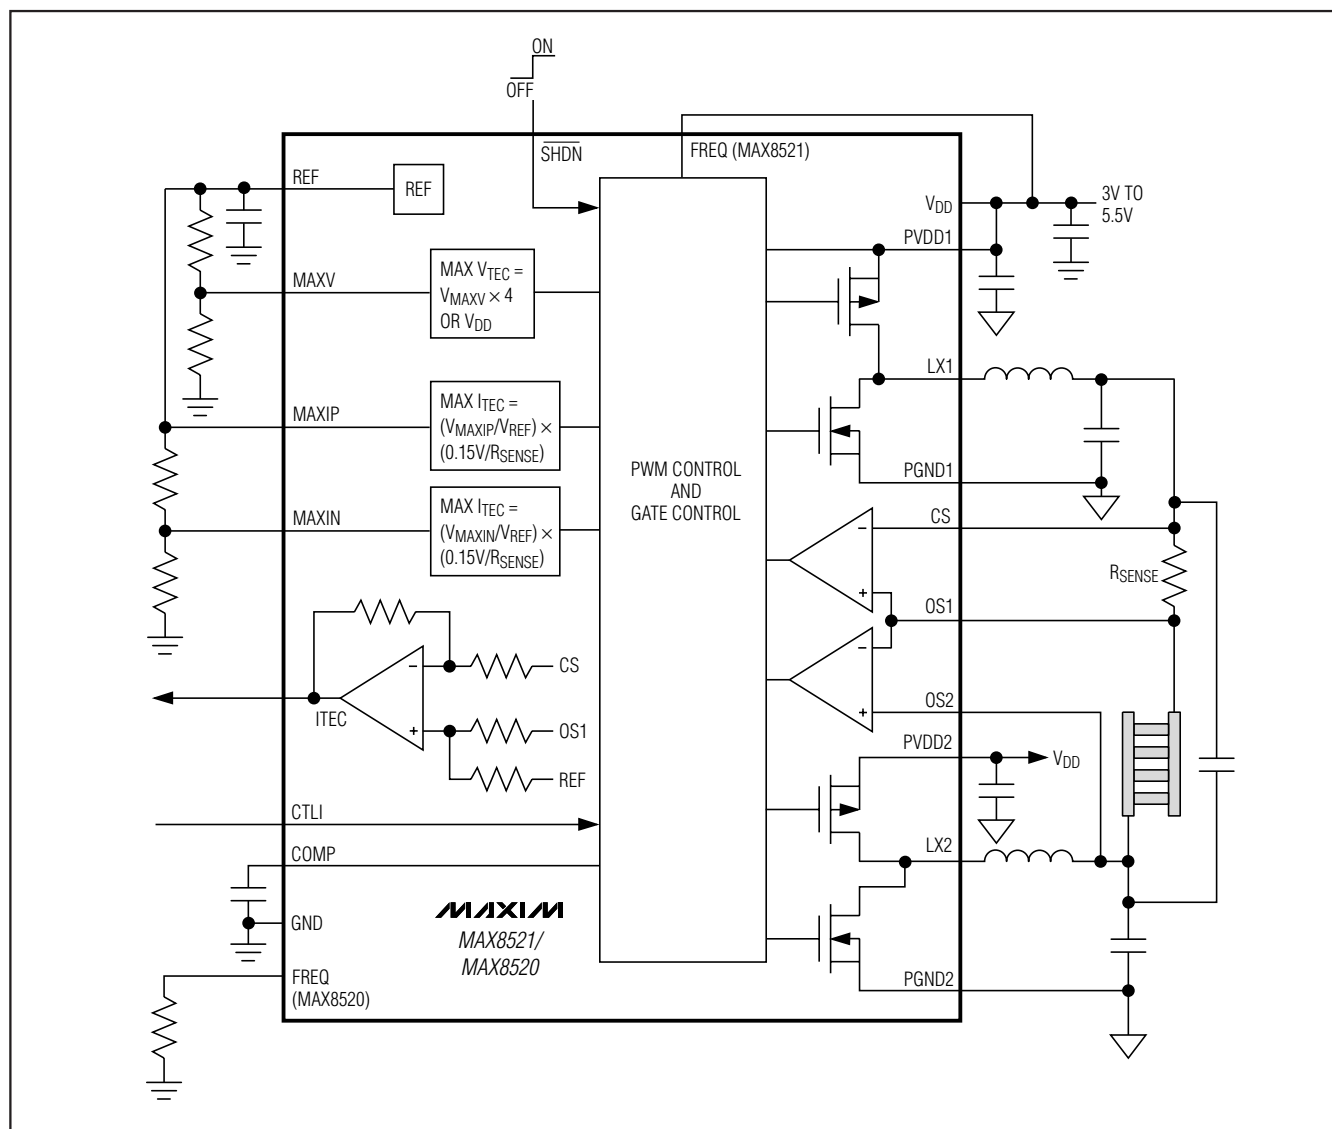 ON
OFF
SHDN
FREQ (MAX8521)
REF
REF
VDD
3V TO
5.5V
PVDD1
MAXV
MAX VTEC =
VMAXV × 4
OR VDD
LX1
MAXIP
MAX ITEC =
(VMAXIP/VREF) ×
(0.15V/RSENSE)
PGND1
PWM CONTROL
AND
GATE CONTROL
MAXIN
MAX ITEC =
(VMAXIN/VREF) ×
(0.15V/RSENSE)
CS
−
+
RSENSE
OS1
−
+
OS2
−
+
CS
ITEC
OS1
REF
PVDD2
VDD
CTLI
COMP
LX2
GND
MAXIM
MAX8521/
MAX8520
FREQ
(MAX8520)
PGND2